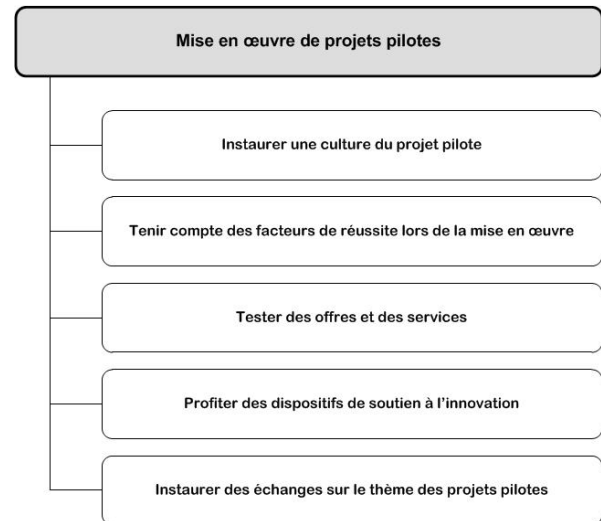 Mise en œuvre de projets pilotes
Instaurer une culture du projet pilote
Tenir compte des facteurs de réussite lors de la mise en œuvre
Tester des offres et des services
Profiter des dispositifs de soutien à l’innovation
Instaurer des échanges sur le thème des projets pilotes